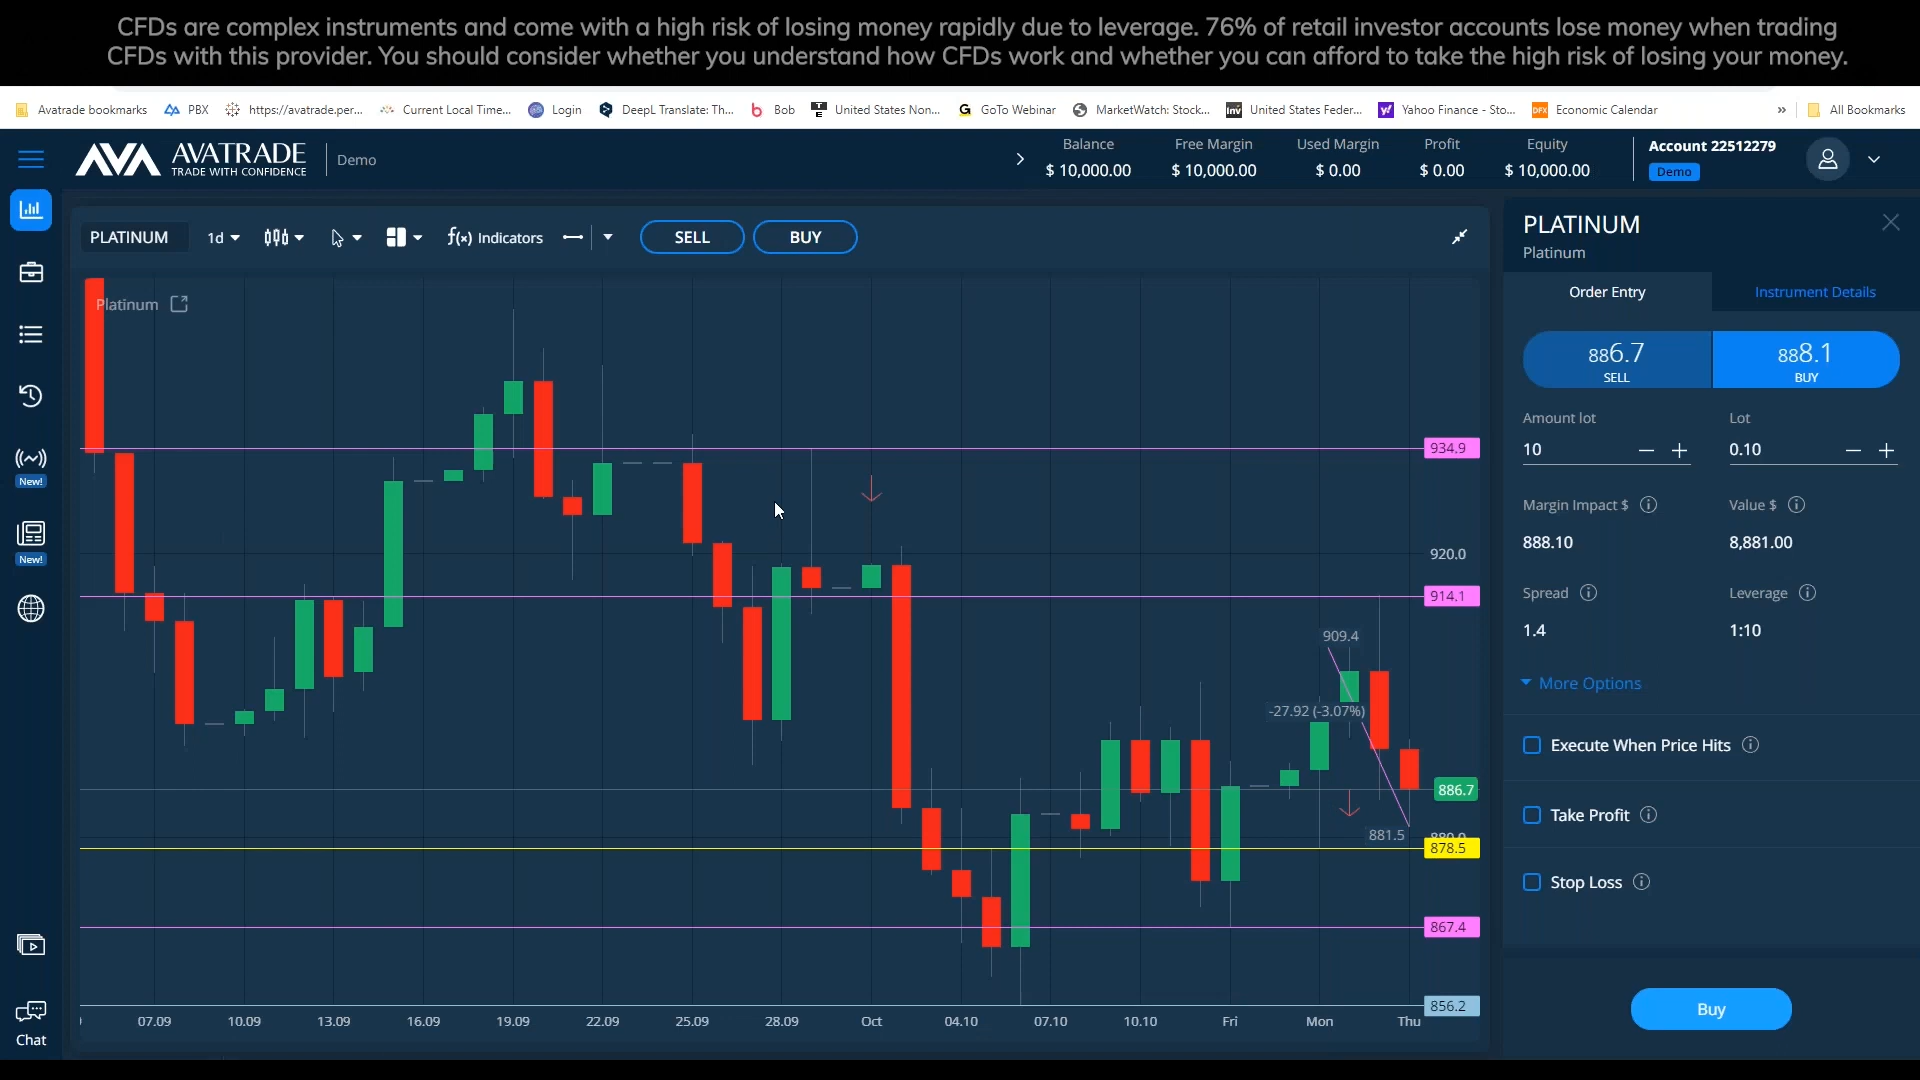 CFDs are complex instruments and come with a high risk of losing money rapidly due to leverage. 76% of retail investor accounts lose money when trading
CFDs with this provider. You should consider whether you understand how CFDs work and whether you can afford to take the high risk of losing your money.
Avatrade bookmarks PBX https://avatrade.per... Current Local Time... Login DeepL Translate: Th... Bob United States Non... GoTo Webinar MarketWatch: Stock... United States Feder... Yahoo Finance - Sto... Economic Calendar » All Bookmarks
AVA AVATRADE
TRADE WITH CONFIDENCE
Demo
Balance Free Margin Used Margin Profit Equity
$ 10,000.00 $ 10,000.00 $ 0.00 $ 0.00 $ 10,000.00
Account 22512279
Demo
PLATINUM 1d f(x) Indicators SELL BUY
Platinum
934.9
920.0
914.1
909.4
-27.92 (-3.07%)
886.7
881.5
880.0
878.5
867.4
856.2
07.09 10.09 13.09 16.09 19.09 22.09 25.09 28.09 Oct 04.10 07.10 10.10 Fri Mon Thu
New!
New!
Chat
PLATINUM
Platinum
Order Entry Instrument Details
886.7 888.1
SELL BUY
Amount lot Lot
10 0.10
Margin Impact $ Value $
888.10 8,881.00
Spread Leverage
1.4 1:10
More Options
Execute When Price Hits
Take Profit
Stop Loss
Buy